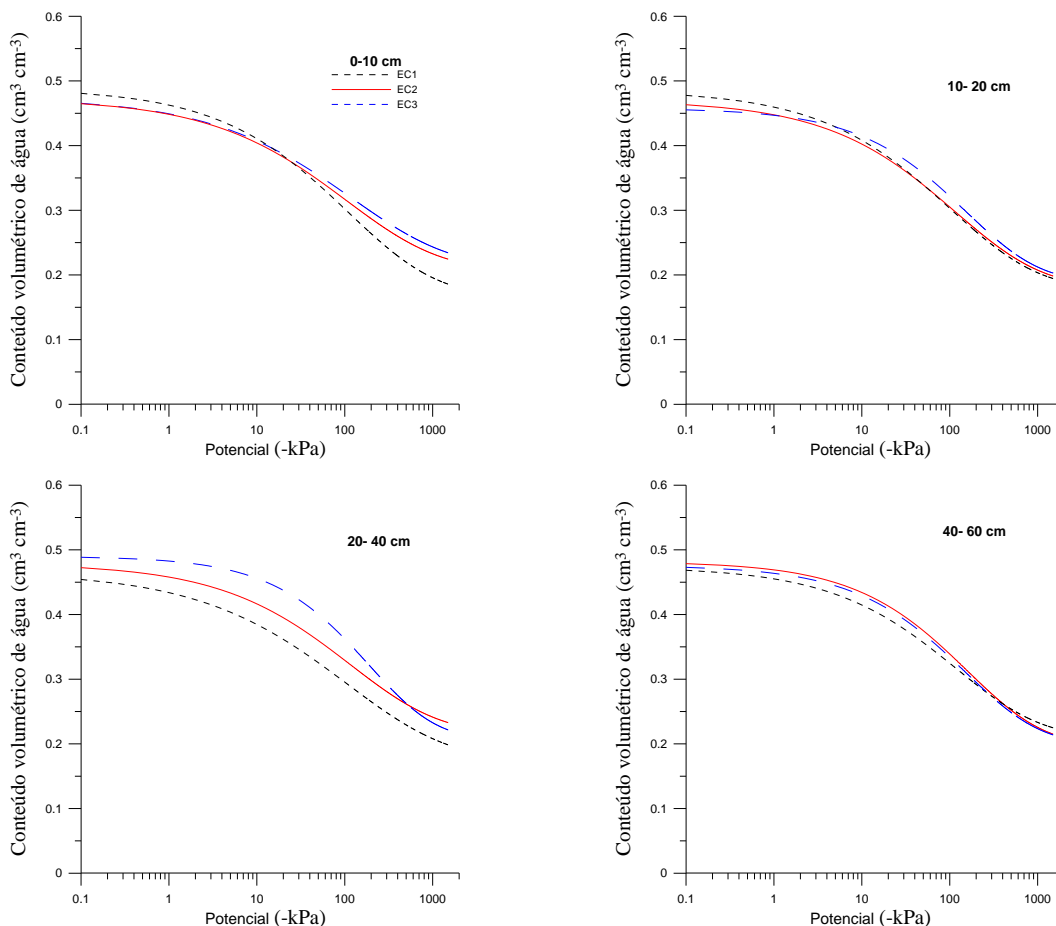 0.6
0.5
0.4
0.3
0.2
0.1
0
Conteúdo volumétrico de água (cm³ cm⁻³)
0-10 cm
EC1
EC2
EC3
0.1 1 10 100 1000
Potencial (-kPa)
0.6
0.5
0.4
0.3
0.2
0.1
0
Conteúdo volumétrico de água (cm³ cm⁻³)
10- 20 cm
0.1 1 10 100 1000
Potencial (-kPa)
0.6
0.5
0.4
0.3
0.2
0.1
0
Conteúdo volumétrico de água (cm³ cm⁻³)
20- 40 cm
0.1 1 10 100 1000
Potencial (-kPa)
0.6
0.5
0.4
0.3
0.2
0.1
0
Conteúdo volumétrico de água (cm³ cm⁻³)
40- 60 cm
0.1 1 10 100 1000
Potencial (-kPa)